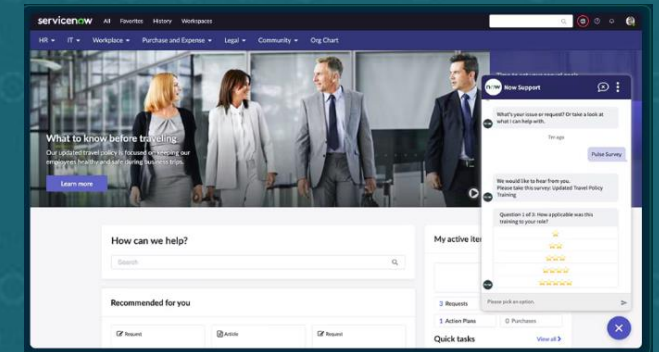 servicenow All Favorites History Workspaces
HR IT Workplace Purchase and Expense Legal Community Org Chart
What to know before traveling
Our updated travel policy is focused on keeping our
employees healthy and safe during business trips.
Learn more
now Now Support
What's your issue or request? Or take a look at
what I can help with.
7m ago
Pulse Survey
We would like to hear from you.
Please take this survey: Updated Travel Policy
Training
Question 1 of 3: How applicable was this
training to your role?
Please pick an option.
How can we help?
Search
Recommended for you
Request Article Request
My active
3 Requests
1 Action Plans 0 Purchases
Quick tasks View all